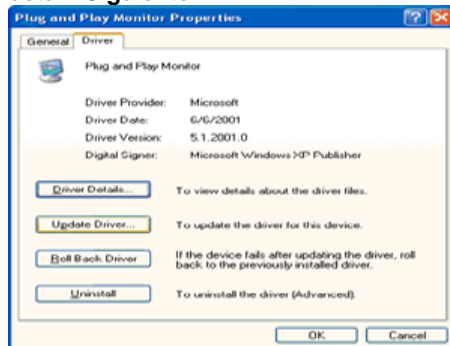 Plug and Play Monitor Properties
General Driver
Plug and Play Monitor
Driver Provider: Microsoft
Driver Date: 6/6/2001
Driver Version: 5.1.2001.0
Digital Signer: Microsoft Windows XP Publisher
Driver Details... To view details about the driver files.
Update Driver... To update the driver for this device.
Roll Back Driver If the device fails after updating the driver, roll
back to the previously installed driver.
Uninstall To uninstall the driver (Advanced).
OK Cancel